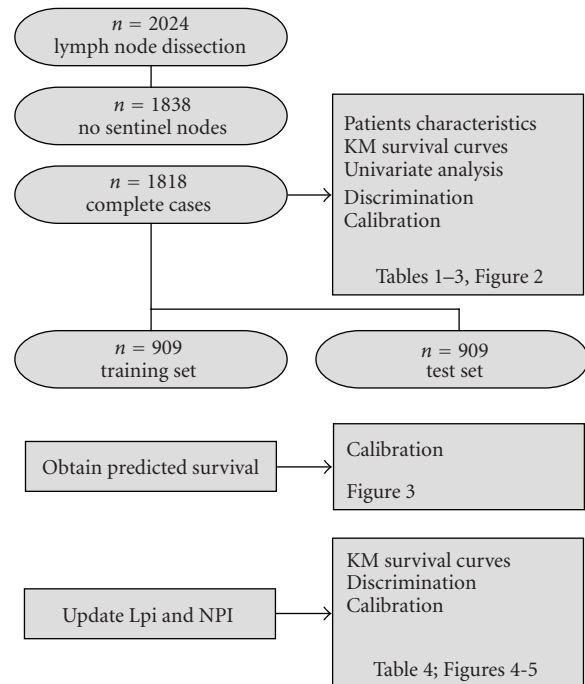 n = 2024
lymph node dissection
n = 1838
no sentinel nodes
n = 1818
complete cases
Patients characteristics
KM survival curves
Univariate analysis
Discrimination
Calibration
Tables 1–3, Figure 2
n = 909
training set
n = 909
test set
Obtain predicted survival
Calibration
Figure 3
Update Lpi and NPI
KM survival curves
Discrimination
Calibration
Table 4; Figures 4-5